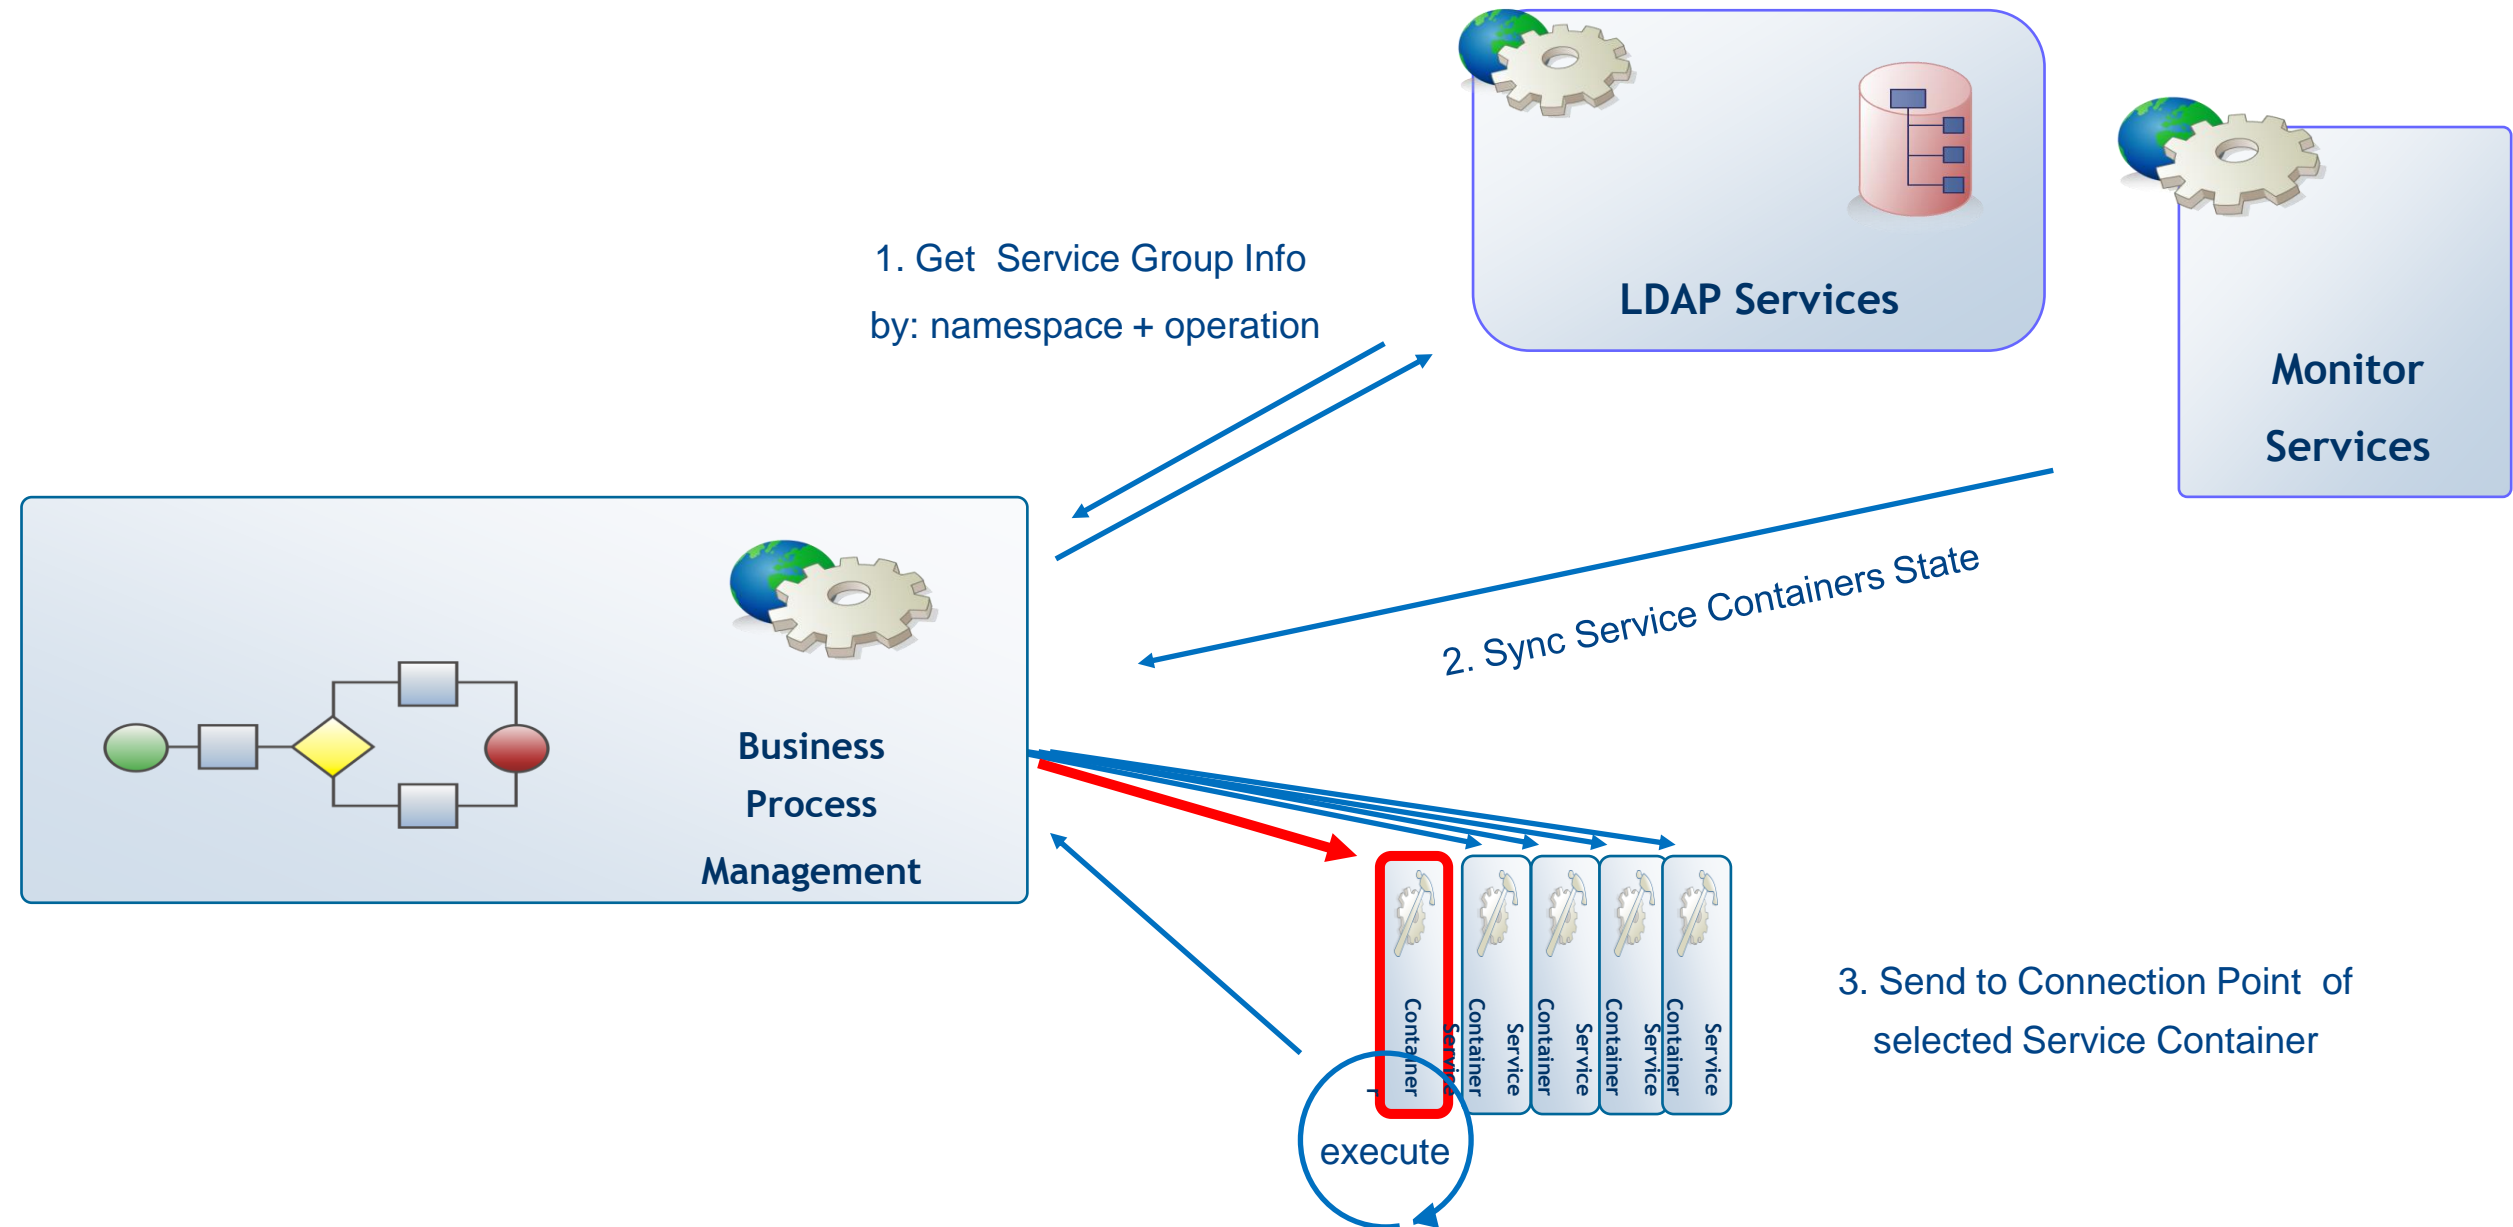 1. Get  Service Group Info
by: namespace + operation
LDAP Services
Monitor
Services
2. Sync Service Containers State
Business
Process
Management
Service
Container
r
Service
Container
Service
Container
Service
Container
Service
Container
execute
3. Send to Connection Point  of
selected Service Container